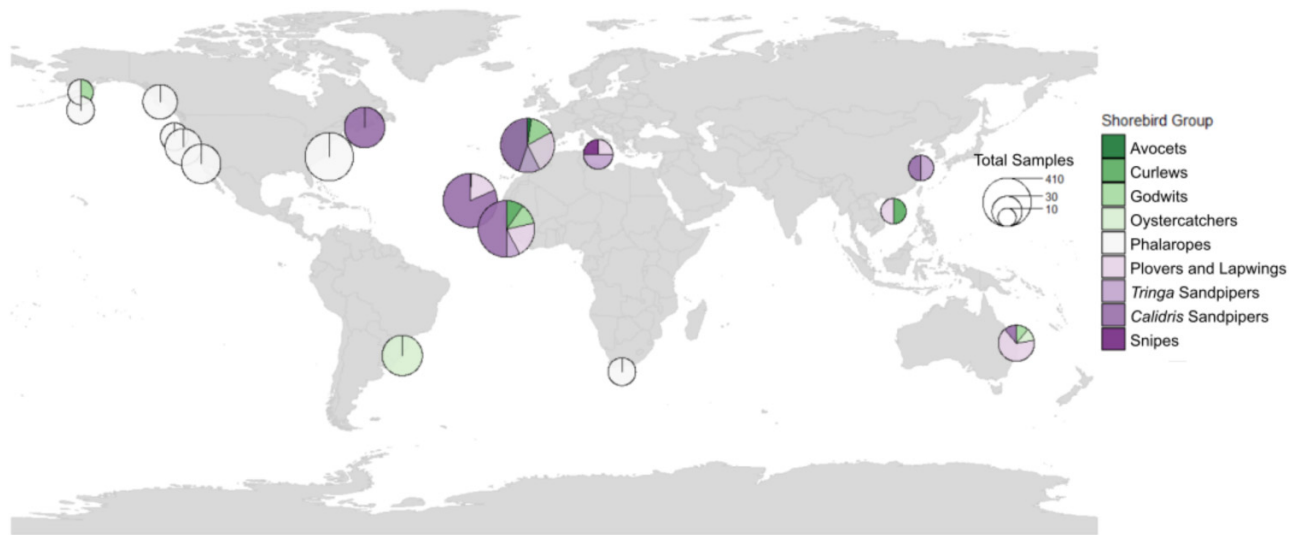 Shorebird Group
Avocets
Curlews
Godwits
Oystercatchers
Phalaropes
Plovers and Lapwings
Tringa Sandpipers
Calidris Sandpipers
Snipes
Total Samples
410
30
10